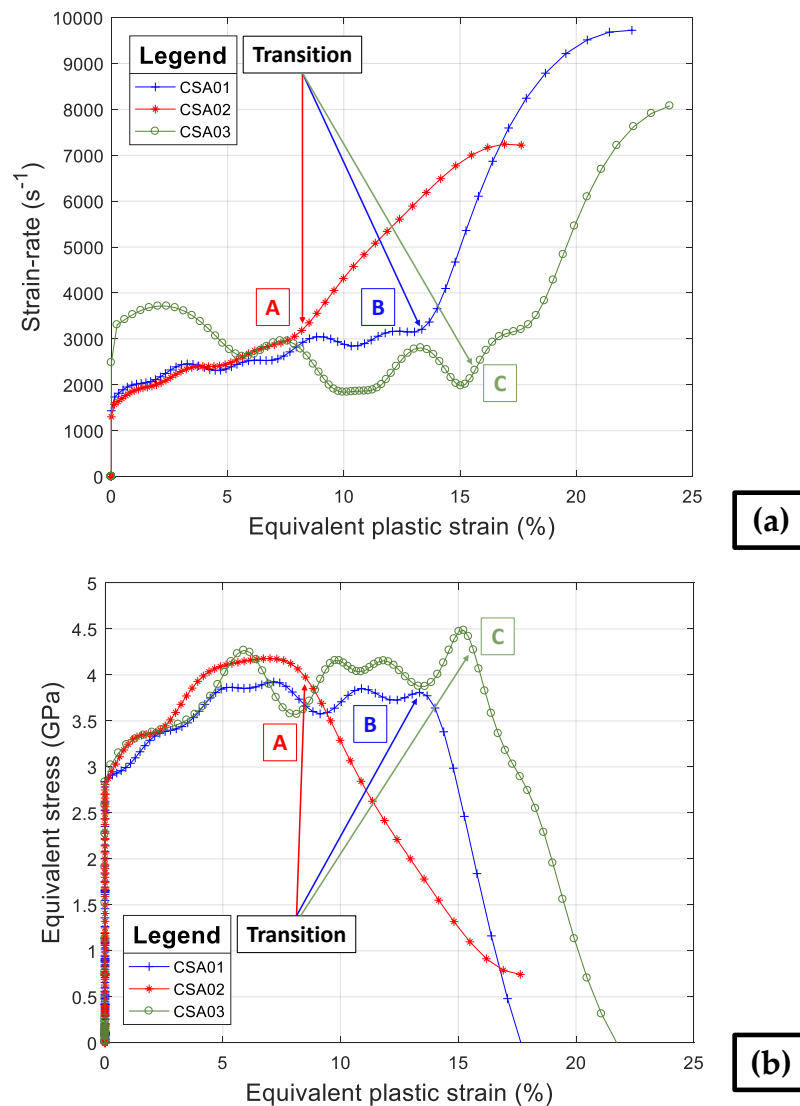 10000
9000
8000
7000
6000
5000
4000
3000
2000
1000
0
Strain-rate (s⁻¹)
Legend
CSA01
CSA02
CSA03
Transition
A
B
C
0 5 10 15 20 25
Equivalent plastic strain (%)
(a)
5
4.5
4
3.5
3
2.5
2
1.5
1
0.5
0
Equivalent stress (GPa)
C
A
B
Legend
CSA01
CSA02
CSA03
Transition
0 5 10 15 20 25
Equivalent plastic strain (%)
(b)